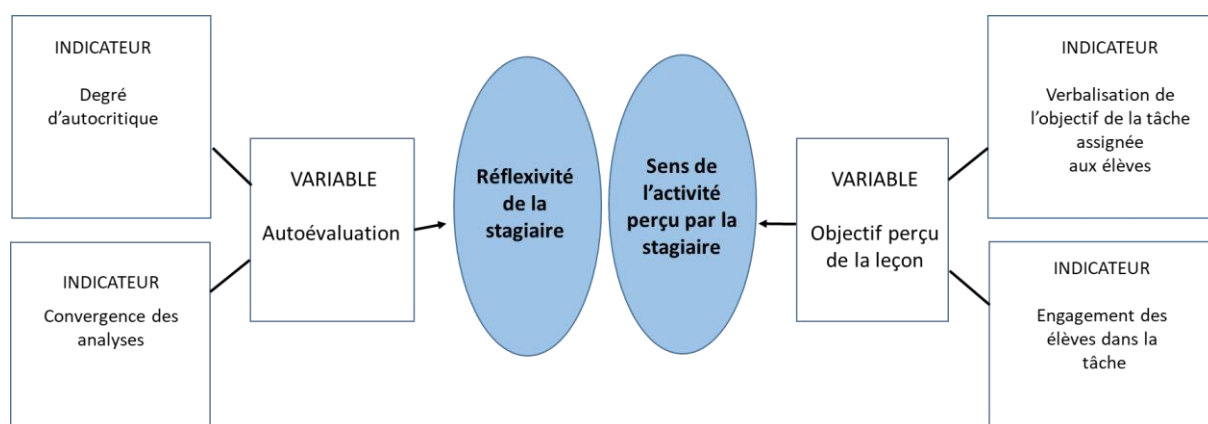 INDICATEUR
Degré
d'autocritique
INDICATEUR
Convergence des
analyses
VARIABLE
Autoévaluation
Réflexivité
de la
stagiaire
Sens de
l'activité
perçu par la
stagiaire
VARIABLE
Objectif perçu
de la leçon
INDICATEUR
Verbalisation de
l'objectif de la tâche
assignée
aux élèves
INDICATEUR
Engagement des
élèves dans la
tâche